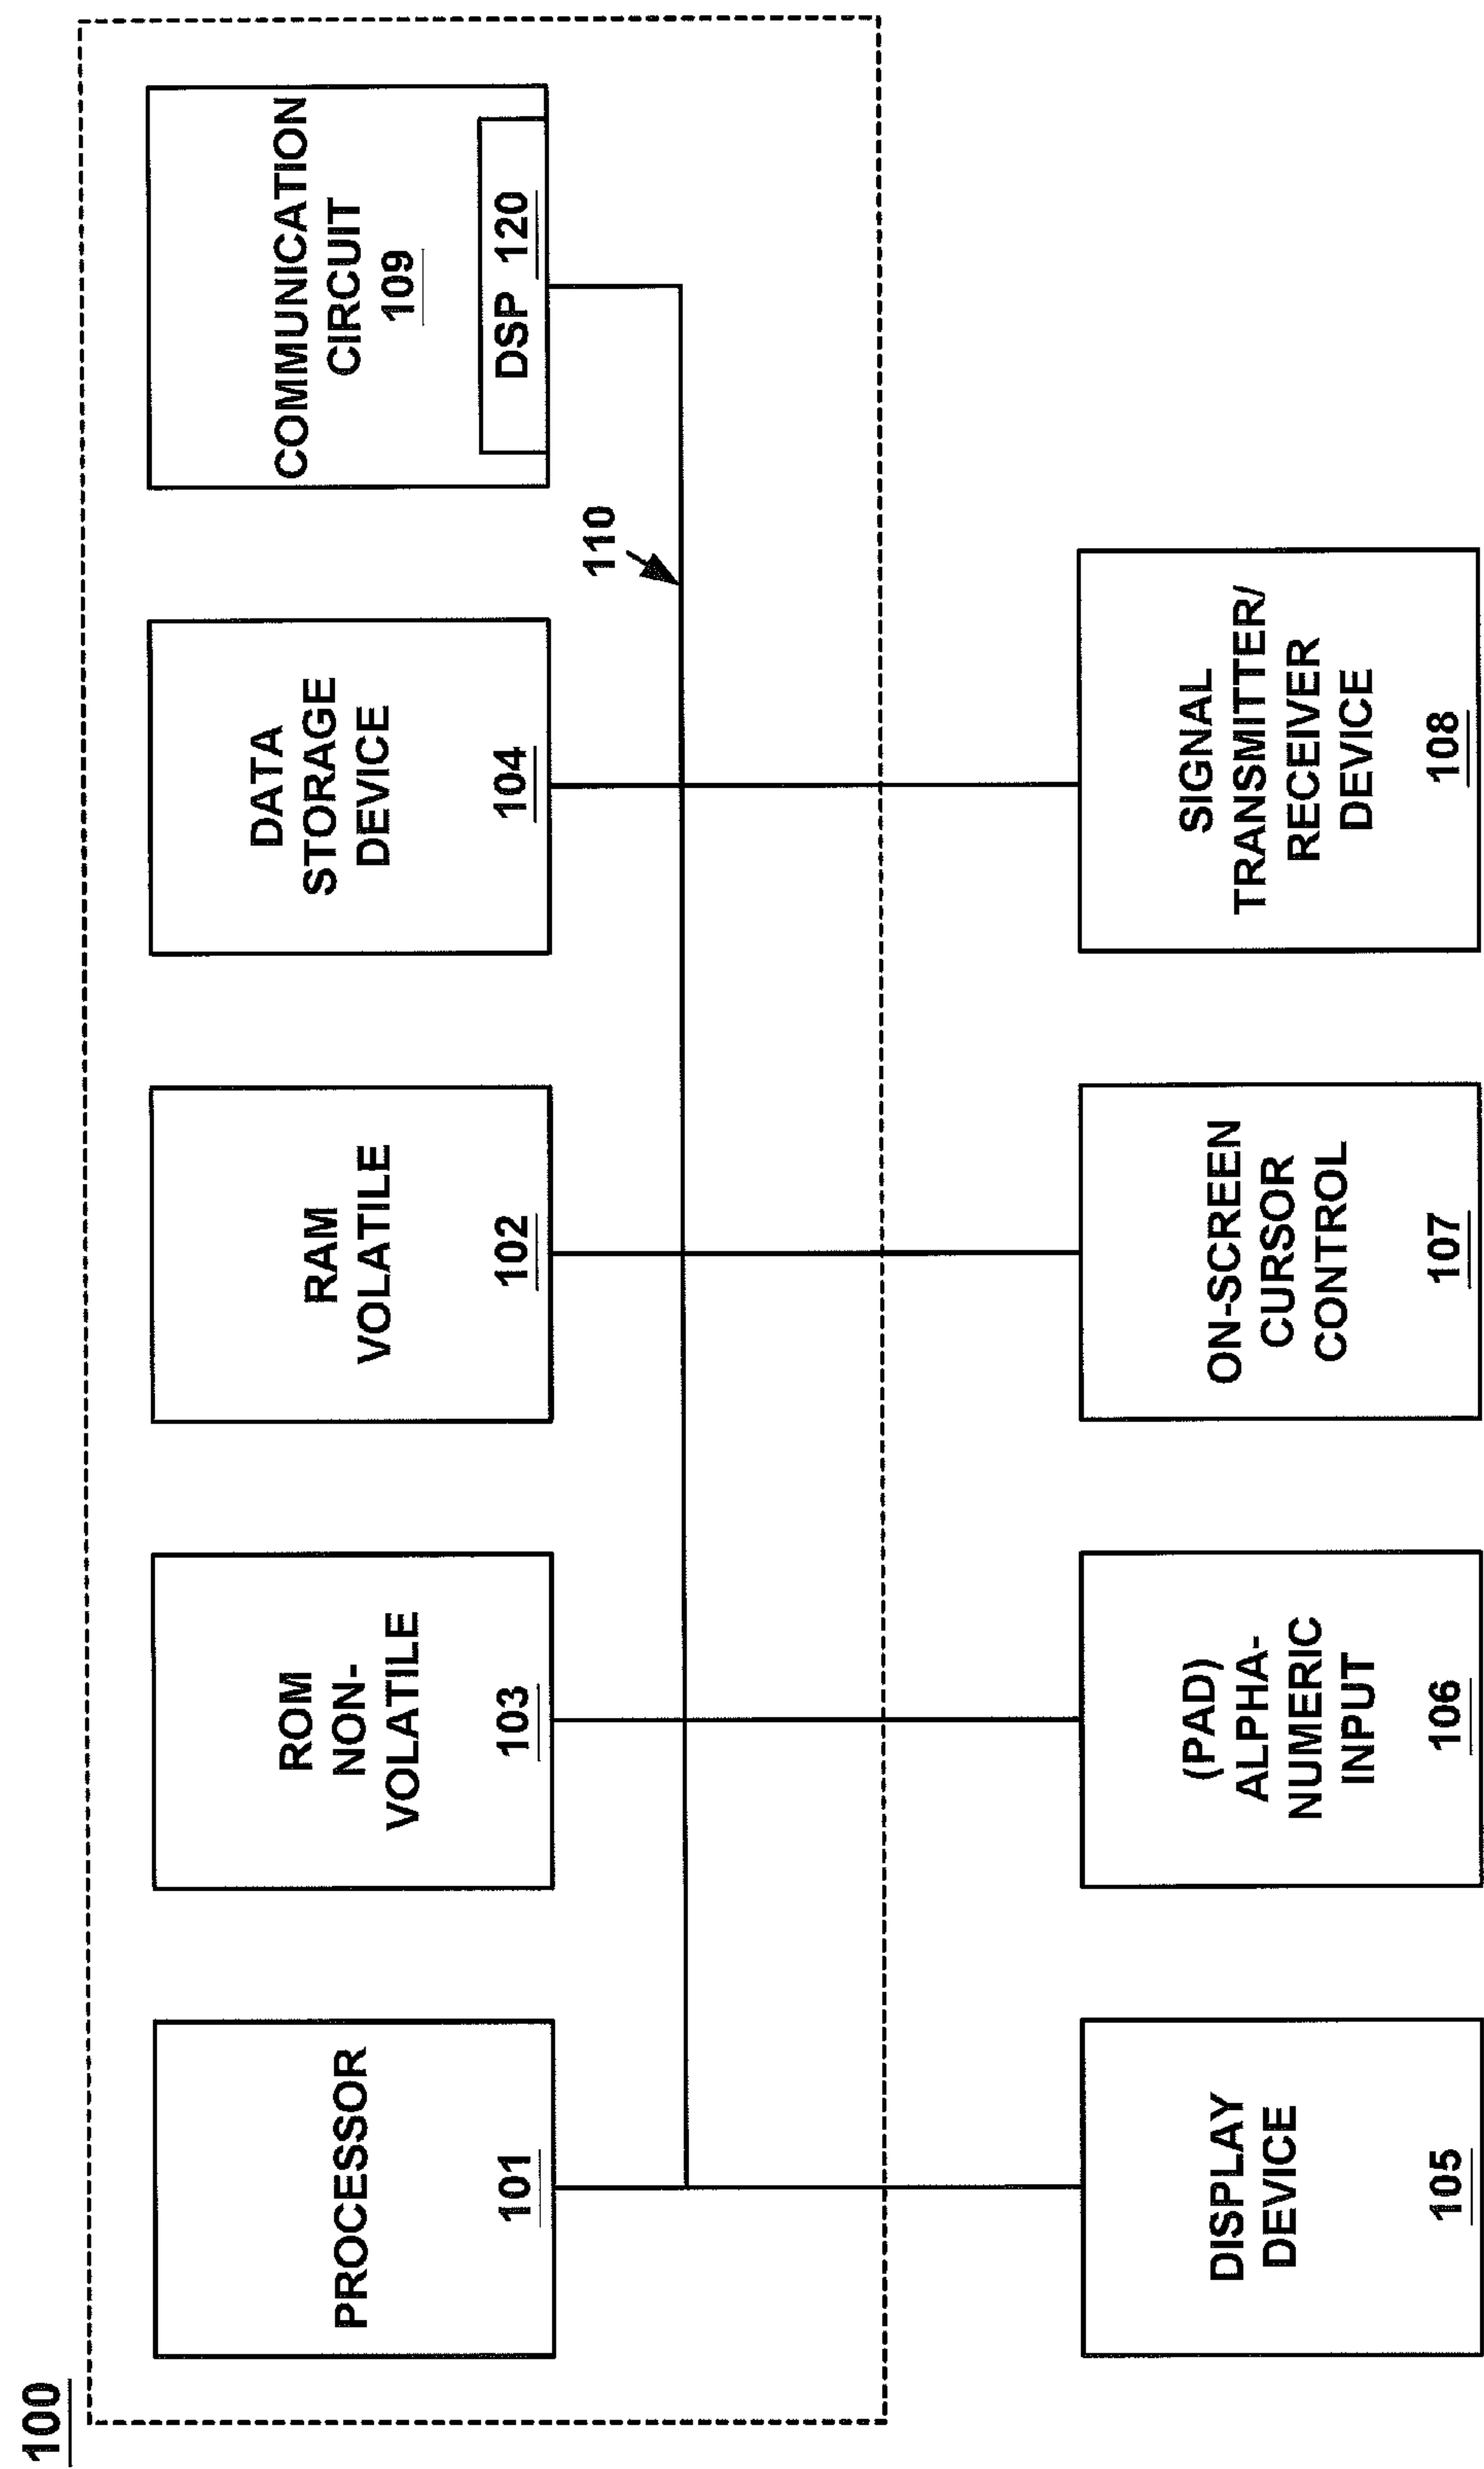 100
PROCESSOR
101
ROM
NON-
VOLATILE
103
RAM
VOLATILE
102
DATA
STORAGE
DEVICE
104
COMMUNICATION
CIRCUIT
109
DSP 120
110
DISPLAY
DEVICE
105
(PAD)
ALPHA-
NUMERIC
INPUT
106
ON-SCREEN
CURSOR
CONTROL
107
SIGNAL
TRANSMITTER/
RECEIVER
DEVICE
108